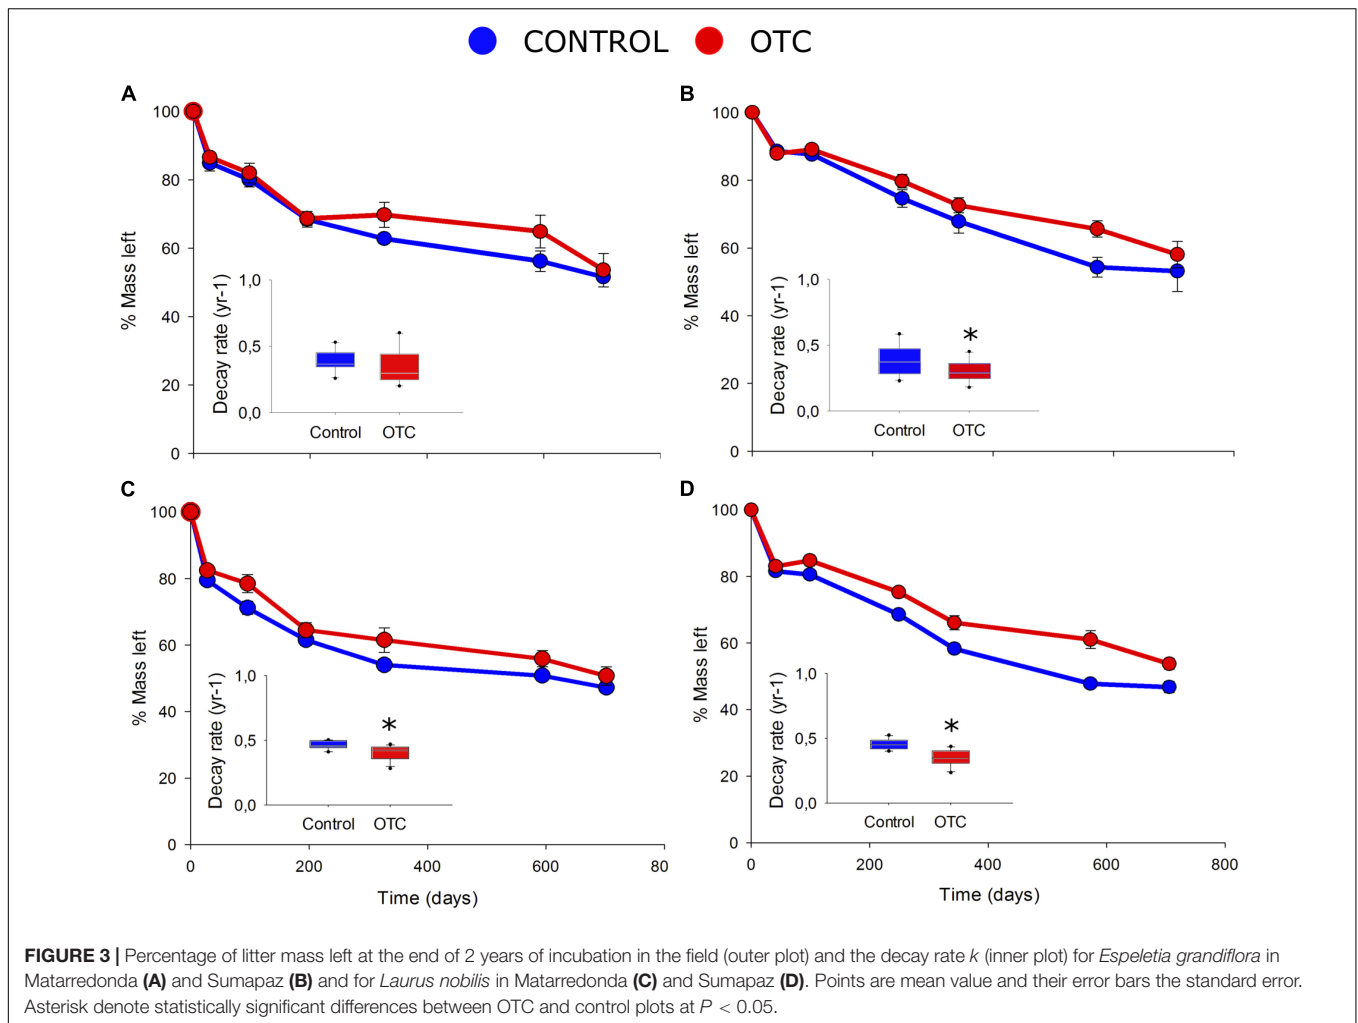 CONTROL OTC
A
100
80
60
40
20
0
% Mass left
1,0
0,5
0,0
Decay rate (yr-1)
Control OTC
B
100
80
60
40
20
0
% Mass left
1,0
0,5
0,0
Decay rate (yr-1)
*
Control OTC
C
100
80
60
40
20
0
% Mass left
1,0
0,5
0,0
Decay rate (yr-1)
*
Control OTC
0 200 400 600 80
Time (days)
D
100
80
60
40
20
0
% Mass left
1,0
0,5
0,0
Decay rate (yr-1)
*
Control OTC
0 200 400 600 800
Time (days)
FIGURE 3 | Percentage of litter mass left at the end of 2 years of incubation in the field (outer plot) and the decay rate k (inner plot) for Espeletia grandiflora in
Matarredonda (A) and Sumapaz (B) and for Laurus nobilis in Matarredonda (C) and Sumapaz (D). Points are mean value and their error bars the standard error.
Asterisk denote statistically significant differences between OTC and control plots at P < 0.05.